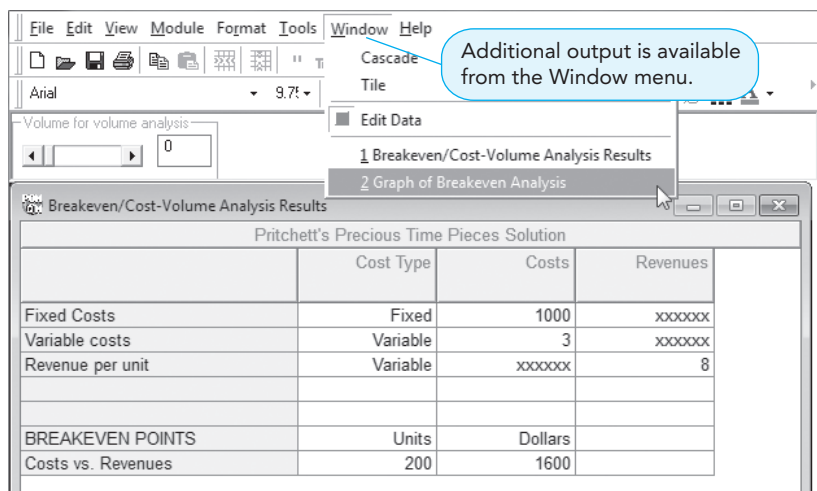 File Edit View Module Format Tools Window Help
Additional output is available
from the Window menu.
Cascade
Tile
Arial
Edit Data
Volume for volume analysis
0
1 Breakeven/Cost-Volume Analysis Results
2 Graph of Breakeven Analysis
Breakeven/Cost-Volume Analysis Results
Pritchett's Precious Time Pieces Solution
Cost Type Costs Revenues
Fixed Costs Fixed 1000 xxxxxx
Variable costs Variable 3 xxxxxx
Revenue per unit Variable xxxxxx 8
BREAKEVEN POINTS Units Dollars
Costs vs. Revenues 200 1600